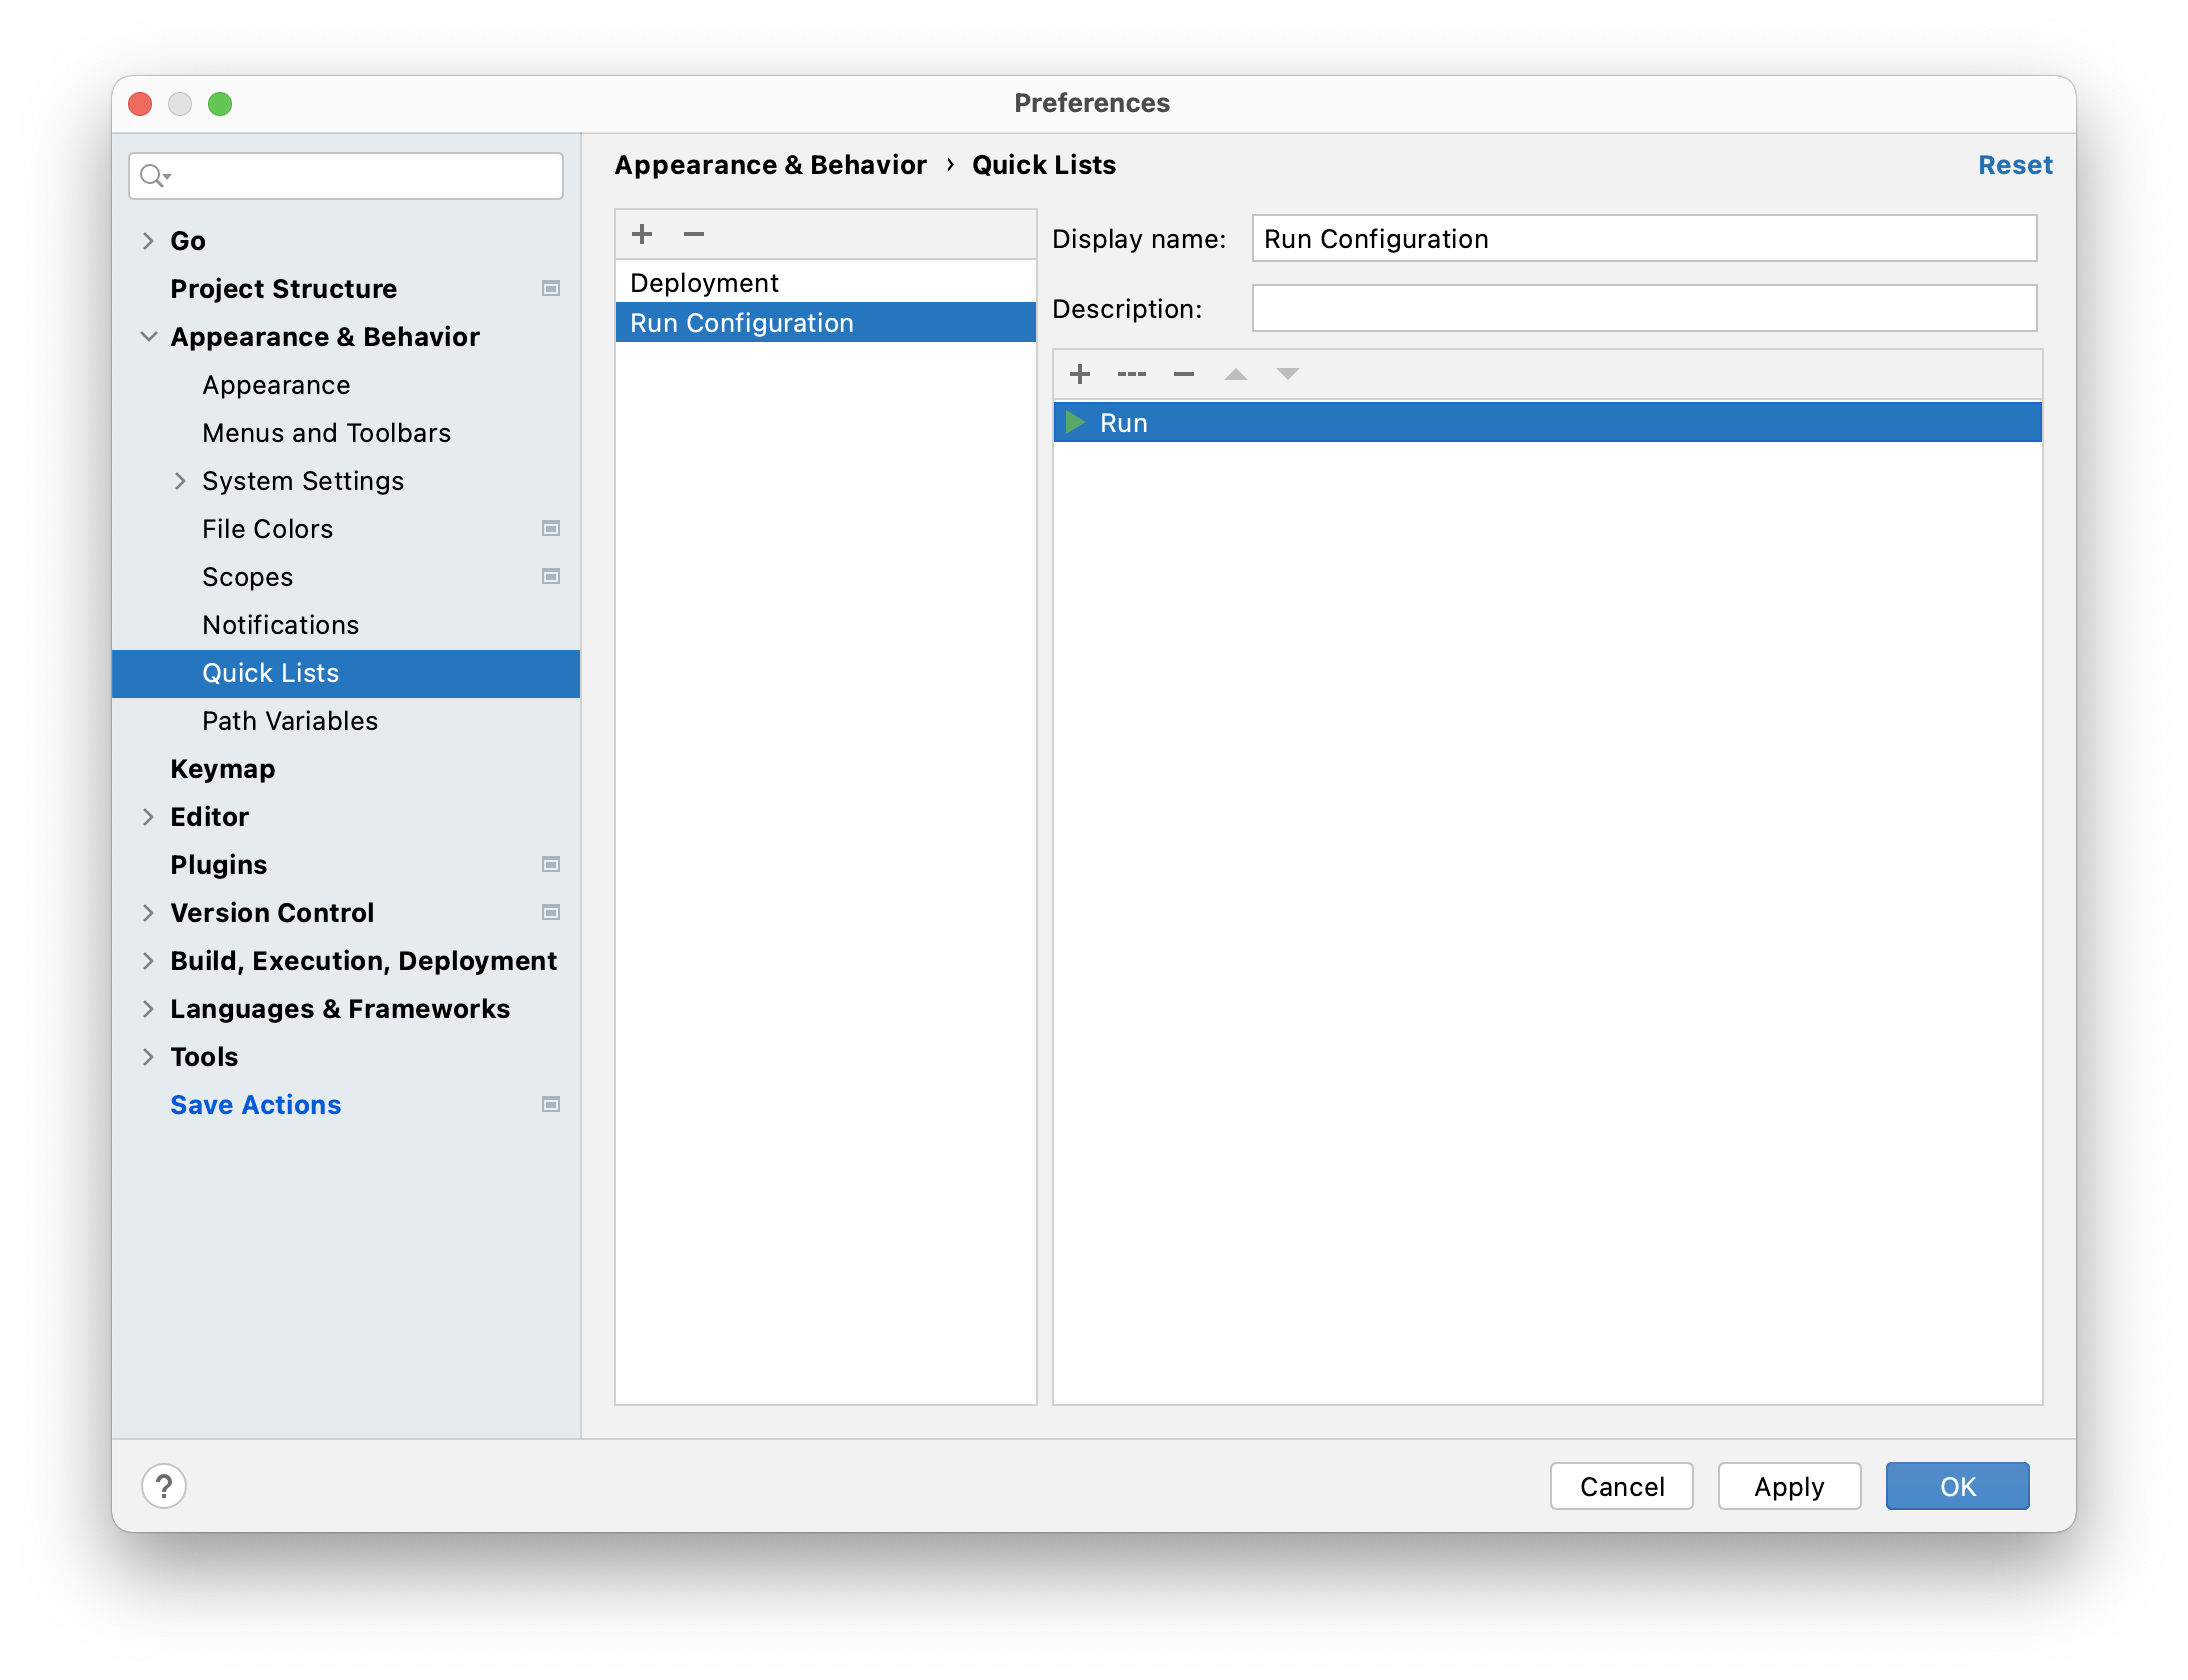 Preferences
Go
Project Structure
Appearance & Behavior
Appearance
Menus and Toolbars
System Settings
File Colors
Scopes
Notifications
Quick Lists
Path Variables
Keymap
Editor
Plugins
Version Control
Build, Execution, Deployment
Languages & Frameworks
Tools
Save Actions
Appearance & Behavior › Quick Lists
Reset
Deployment
Run Configuration
Display name: Run Configuration
Description:
Run
?
Cancel
Apply
OK